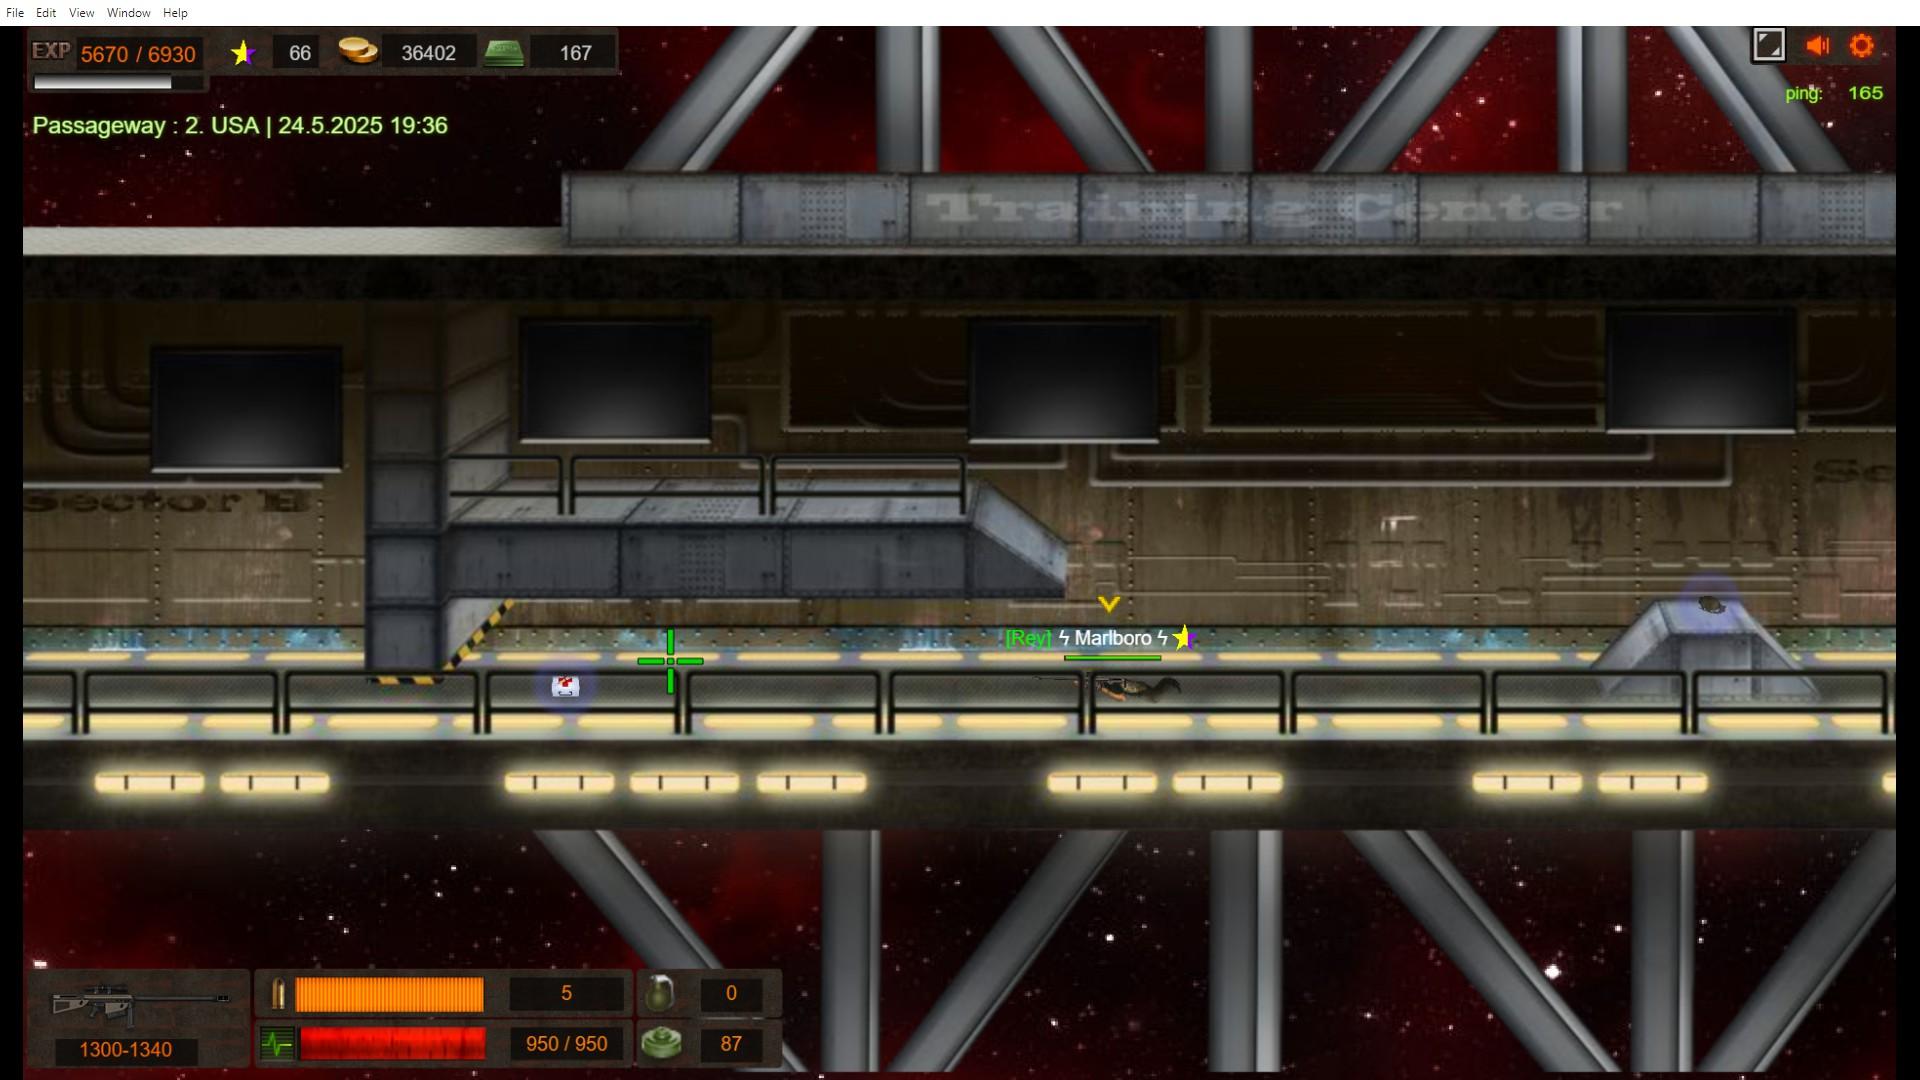 File Edit View Window Help
EXP 5670 / 6930 66 36402 167
ping: 165
Passageway : 2. USA | 24.5.2025 19:36
Training Center
sector B
[Rey] ϟ Marlboro ϟ
5 0
1300-1340 950 / 950 87